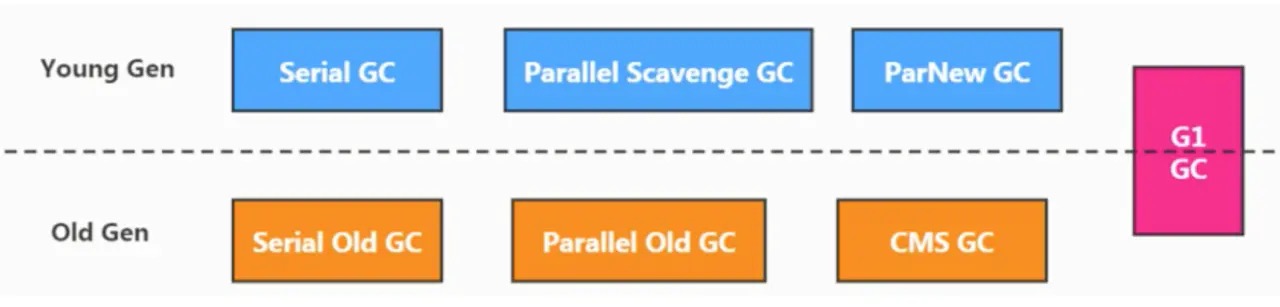 Young Gen
Serial GC
Parallel Scavenge GC
ParNew GC
G1
GC
Old Gen
Serial Old GC
Parallel Old GC
CMS GC